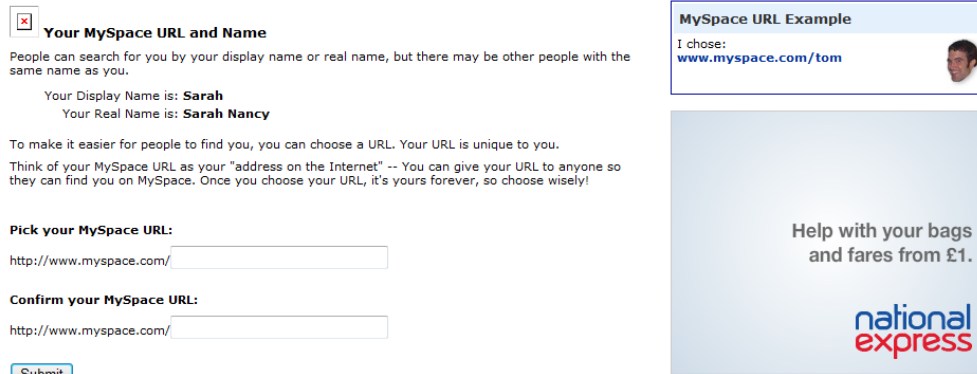 Your MySpace URL and Name
People can search for you by your display name or real name, but there may be other people with the
same name as you.
Your Display Name is: Sarah
Your Real Name is: Sarah Nancy
To make it easier for people to find you, you can choose a URL. Your URL is unique to you.
Think of your MySpace URL as your "address on the Internet" -- You can give your URL to anyone so
they can find you on MySpace. Once you choose your URL, it's yours forever, so choose wisely!
Pick your MySpace URL:
http://www.myspace.com/
Confirm your MySpace URL:
http://www.myspace.com/
Submit
MySpace URL Example
I chose:
www.myspace.com/tom
Help with your bags
and fares from £1.
national
express